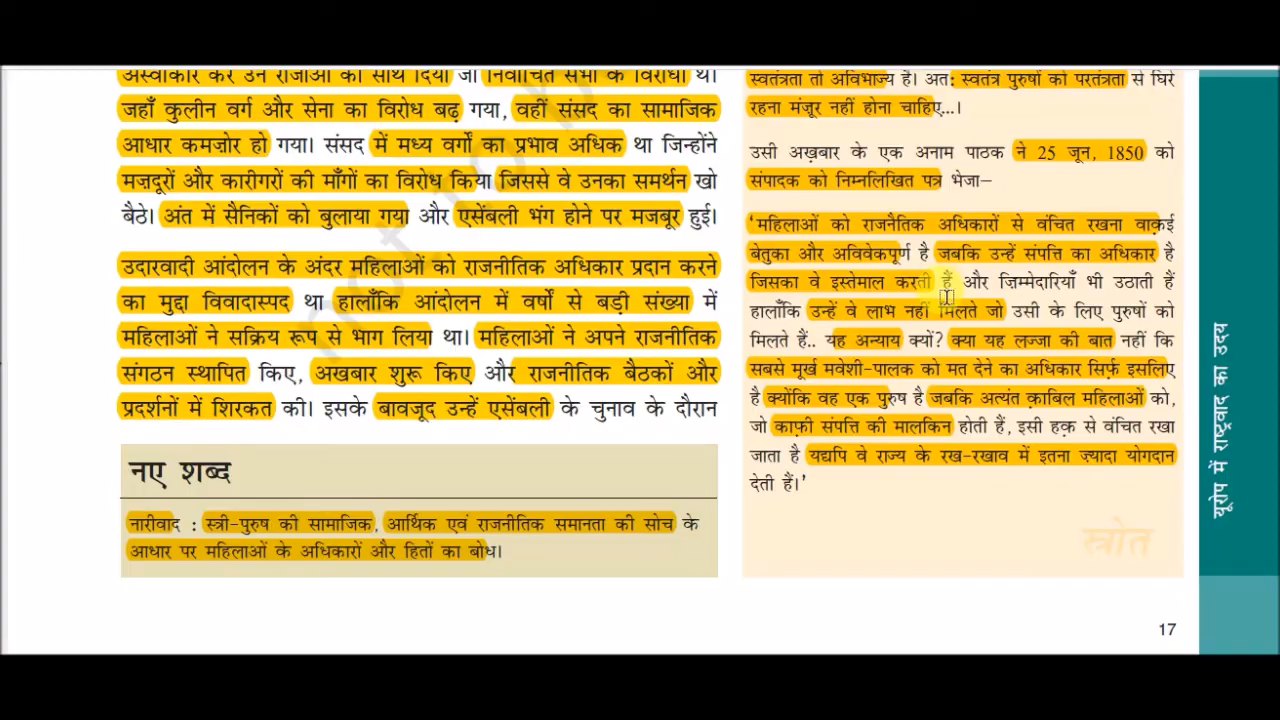 अस्वीकार कर उन राजाओं का साथ दिया जो निर्वाचित सभा के विरोधी थे।
जहाँ कुलीन वर्ग और सेना का विरोध बढ़ गया, वहीं संसद का सामाजिक
आधार कमज़ोर हो गया। संसद में मध्य वर्गों का प्रभाव अधिक था जिन्होंने
मज़दूरों और कारीगरों की माँगों का विरोध किया जिससे वे उनका समर्थन खो
बैठे। अंत में सैनिकों को बुलाया गया और एसेंबली भंग होने पर मजबूर हुई।
उदारवादी आंदोलन के अंदर महिलाओं को राजनीतिक अधिकार प्रदान करने
का मुद्दा विवादास्पद था हालाँकि आंदोलन में वर्षों से बड़ी संख्या में
महिलाओं ने सक्रिय रूप से भाग लिया था। महिलाओं ने अपने राजनीतिक
संगठन स्थापित किए, अखबार शुरू किए और राजनीतिक बैठकों और
प्रदर्शनों में शिरकत की। इसके बावजूद उन्हें एसेंबली के चुनाव के दौरान
नए शब्द
नारीवाद : स्त्री-पुरुष की सामाजिक, आर्थिक एवं राजनीतिक समानता की सोच के
आधार पर महिलाओं के अधिकारों और हितों का बोध।
स्वतंत्रता तो अविभाज्य है। अत: स्वतंत्र पुरुषों को परतंत्रता से घिरे
रहना मंज़ूर नहीं होना चाहिए...।
उसी अख़बार के एक अनाम पाठक ने 25 जून, 1850 को
संपादक को निम्नलिखित पत्र भेजा–
'महिलाओं को राजनैतिक अधिकारों से वंचित रखना वाक़ई
बेतुका और अविवेकपूर्ण है जबकि उन्हें संपत्ति का अधिकार है
जिसका वे इस्तेमाल करती हैं और ज़िम्मेदारियाँ भी उठाती हैं
हालाँकि उन्हें वे लाभ नहीं मिलते जो उसी के लिए पुरुषों को
मिलते हैं.. यह अन्याय क्यों? क्या यह लज्जा की बात नहीं कि
सबसे मूर्ख मवेशी-पालक को मत देने का अधिकार सिर्फ़ इसलिए
है क्योंकि वह एक पुरुष है जबकि अत्यंत क़ाबिल महिलाओं को,
जो काफ़ी संपत्ति की मालकिन होती हैं, इसी हक़ से वंचित रखा
जाता है यद्यपि वे राज्य के रख-रखाव में इतना ज़्यादा योगदान
देती हैं।'
स्त्रोत
यूरोप में राष्ट्रवाद का उदय
17